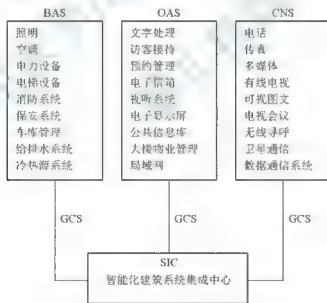 BAS
照明
空调
电力设备
电梯设备
消防系统
保安系统
车库管理
给排水系统
冷热源系统
OAS
文字处理
访客接待
预约管理
电子信箱
视听系统
电子显示屏
公共信息库
大楼物业管理
局域网
CNS
电话
传真
多媒体
有线电视
可视图文
电视会议
无线寻呼
卫星通信
数据通信系统
GCS
GCS
GCS
SIC
智能化建筑系统集成中心